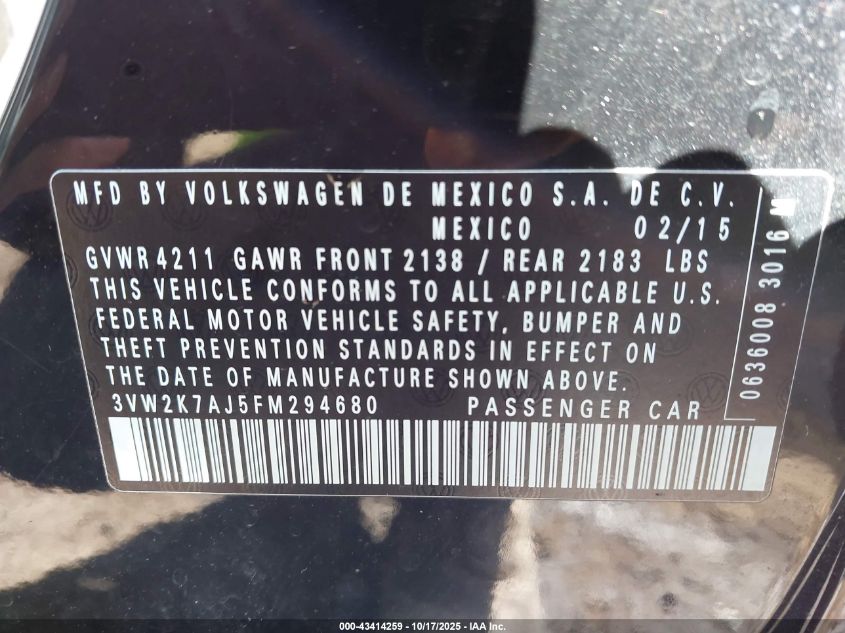 MFD BY VOLKSWAGEN DE MEXICO S.A. DE C.V.
MEXICO 02/15
GVWR 4211 GAWR FRONT 2138 / REAR 2183 LBS
THIS VEHICLE CONFORMS TO ALL APPLICABLE U.S.
FEDERAL MOTOR VEHICLE SAFETY, BUMPER AND
THEFT PREVENTION STANDARDS IN EFFECT ON
THE DATE OF MANUFACTURE SHOWN ABOVE.
3VW2K7AJ5FM294680 PASSENGER CAR
0636008 3016 M
000-43414259 - 10/17/2025 - IAA Inc.